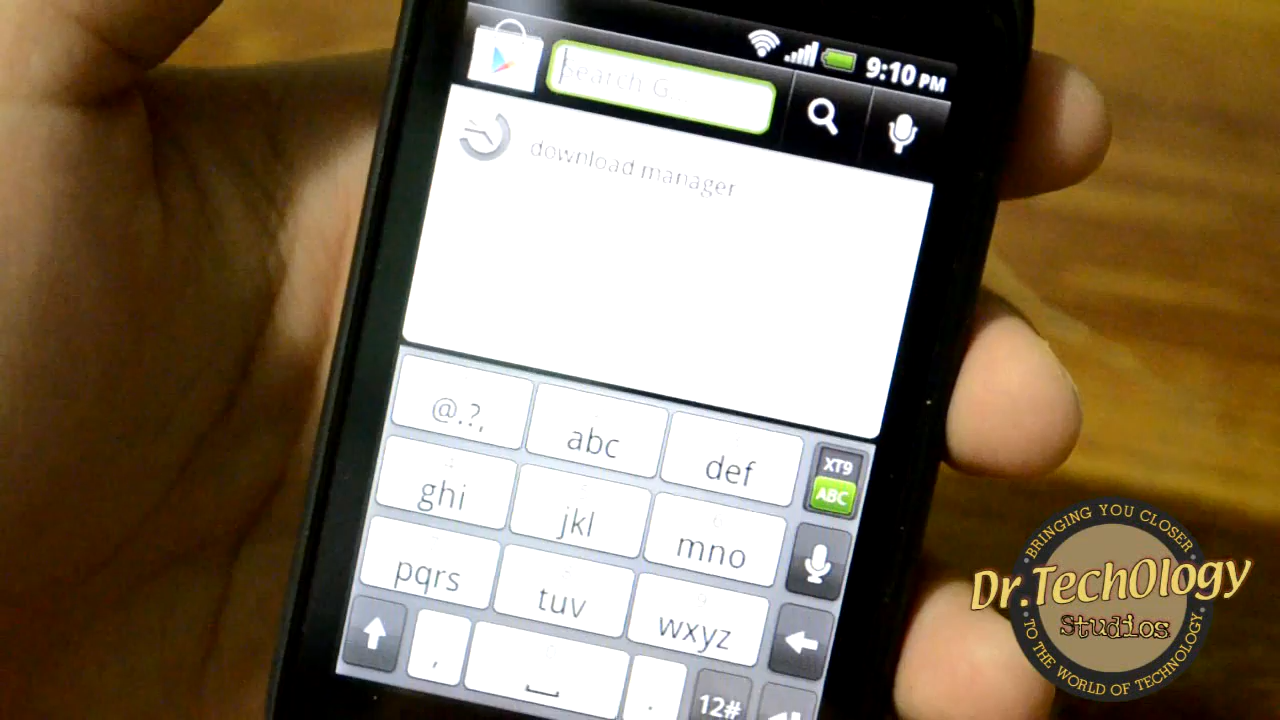 9:10 PM
Search G...
download manager
@.?,
abc
def
XT9
ABC
ghi
jkl
mno
pqrs
tuv
wxyz
,
.
12#
BRINGING YOU CLOSER
Dr.TechOlogy
Studios
TO THE WORLD OF TECHNOLOGY